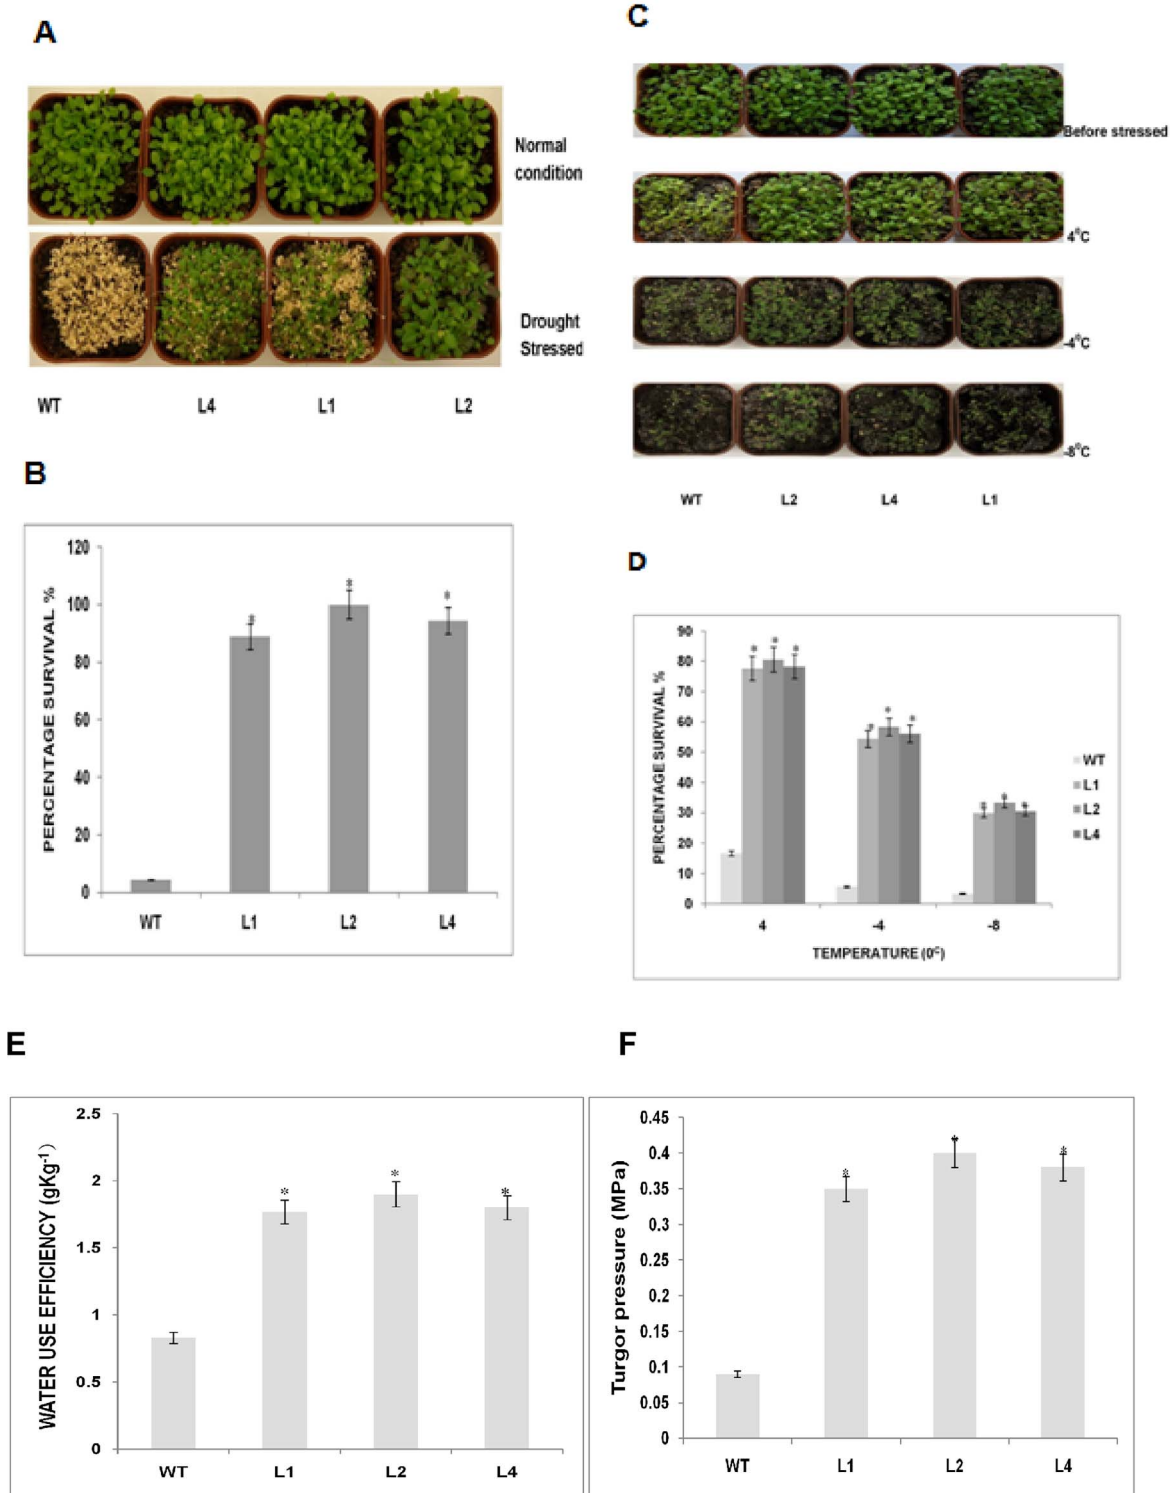 A
Normal
condition
Drought
Stressed
WT L4 L1 L2
B
120
100
80
60
40
20
0
PERCENTAGE SURVIVAL %
* * *
WT L1 L2 L4
C
Before stressed
4⁰C
-4⁰C
-8⁰C
WT L2 L4 L1
D
90
80
70
60
50
40
30
20
10
0
PERCENTAGE SURVIVAL %
* * *
* * *
* * *
WT
L1
L2
L4
4 -4 -8
TEMPERATURE (0ᶜ)
E
2.5
2
1.5
1
0.5
0
WATER USE EFFICIENCY (gKg⁻¹)
* * *
WT L1 L2 L4
F
0.45
0.4
0.35
0.3
0.25
0.2
0.15
0.1
0.05
0
Turgor pressure (MPa)
* * *
WT L1 L2 L4